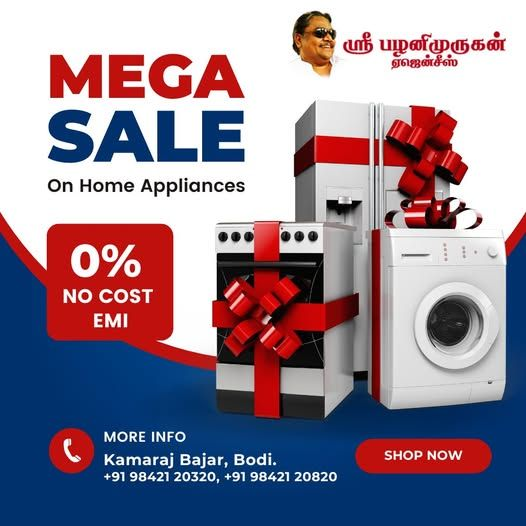 ஸ்ரீ பழனிமுருகன்
ஏஜென்சீஸ்
MEGA
SALE
On Home Appliances
0%
NO COST
EMI
MORE INFO
Kamaraj Bajar, Bodi.
+91 98421 20320, +91 98421 20820
SHOP NOW